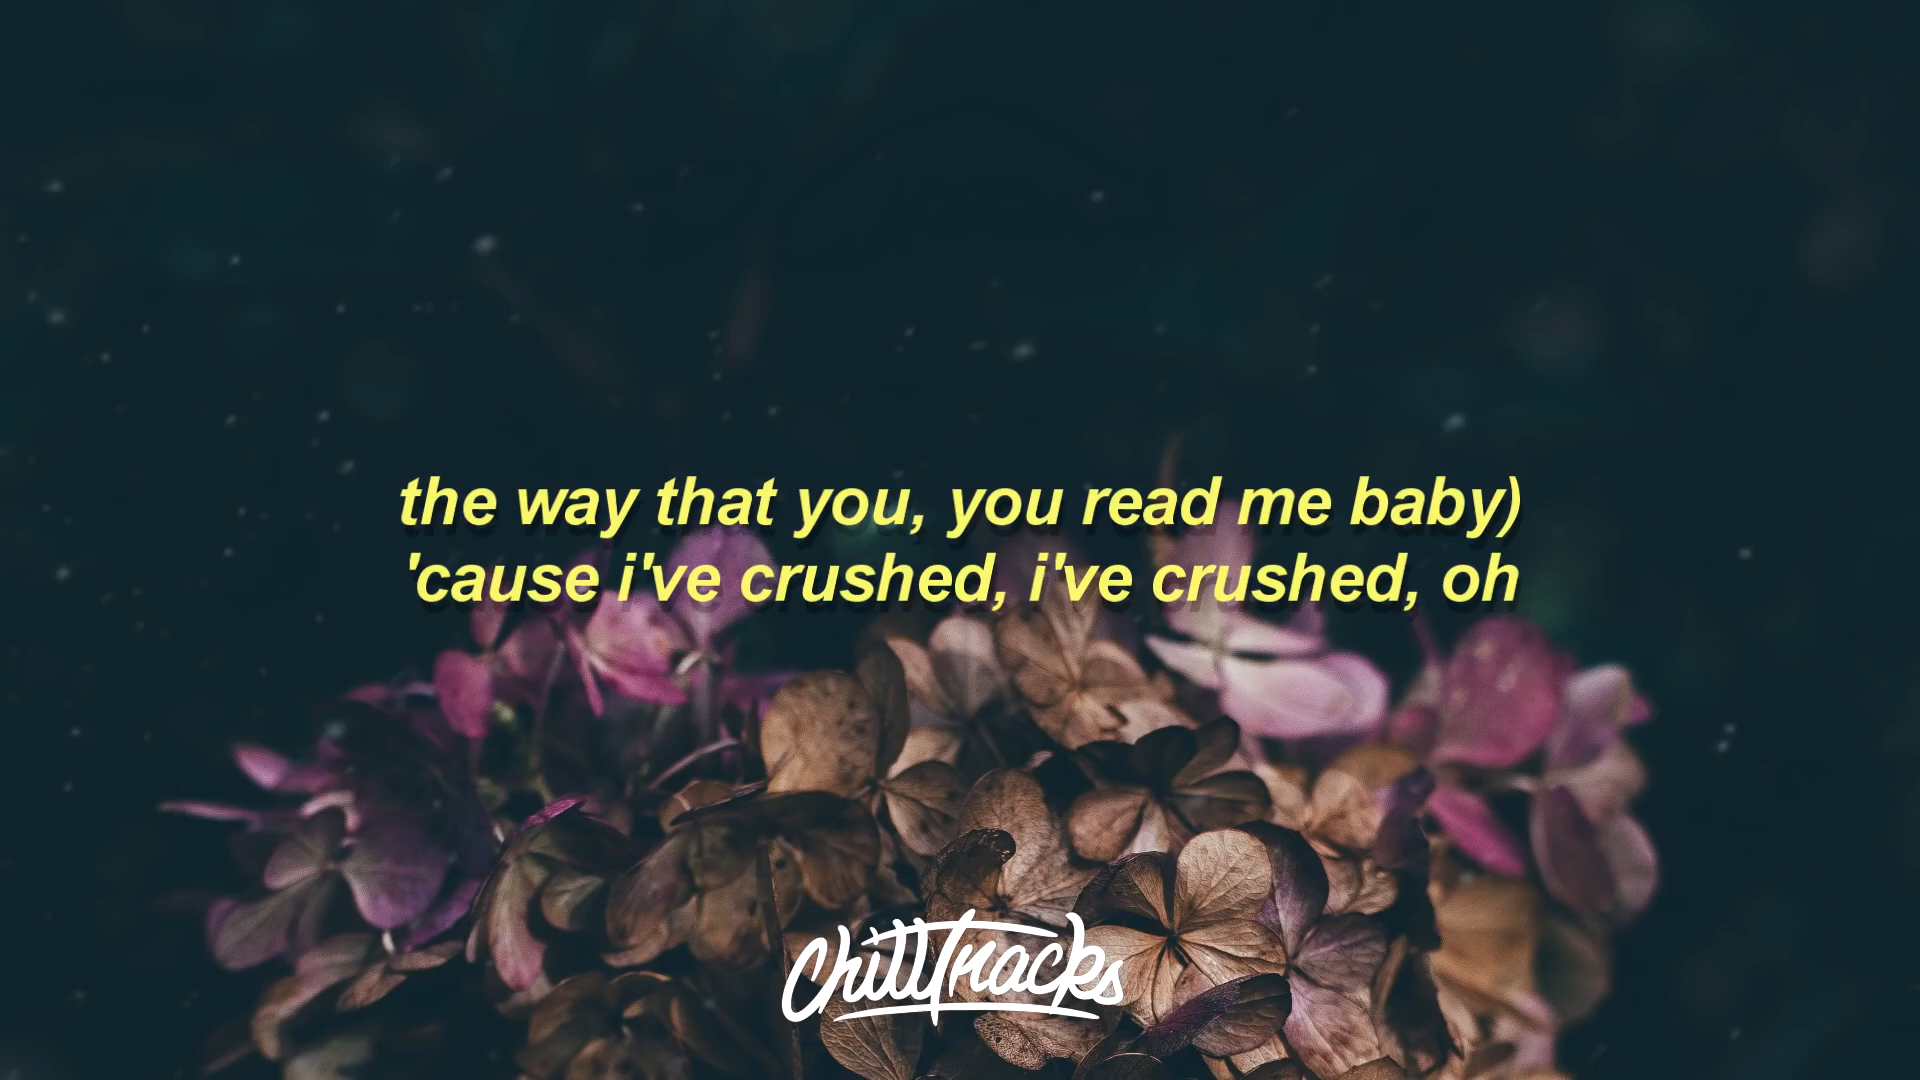 the way that you, you read me baby)
'cause i've crushed, i've crushed, oh
ChillTracks